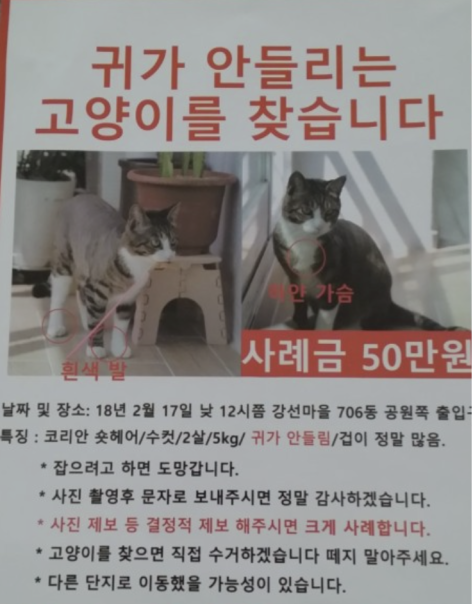 귀가 안들리는
고양이를 찾습니다
하얀 가슴
흰색 발
사례금 50만원
날짜 및 장소: 18년 2월 17일 낮 12시쯤 강선마을 706동 공원쪽 출입구
특징 : 코리안 숏헤어/수컷/2살/5kg/ 귀가 안들림/겁이 정말 많음.
* 잡으려고 하면 도망갑니다.
* 사진 촬영후 문자로 보내주시면 정말 감사하겠습니다.
* 사진 제보 등 결정적 제보 해주시면 크게 사례합니다.
* 고양이를 찾으면 직접 수거하겠습니다 떼지 말아주세요.
* 다른 단지로 이동했을 가능성이 있습니다.